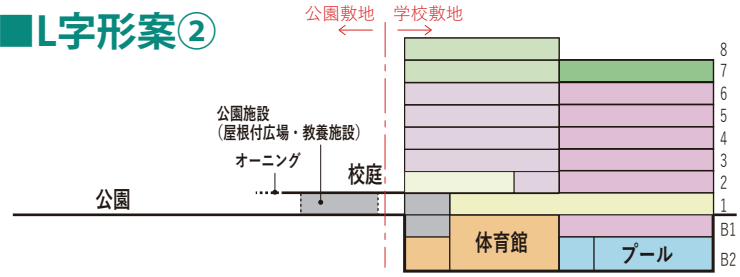 ■L字形案②
公園敷地
学校敷地
公園施設
（屋根付広場・教養施設）
オーニング
校庭
公園
体育館
プール
8
7
6
5
4
3
2
1
B1
B2